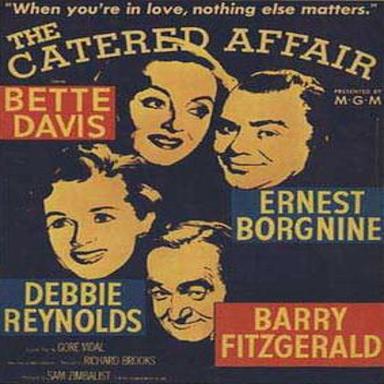 "When you're in love, nothing else matters."
THE
CATERED AFFAIR
BETTE
DAVIS
PRESENTED BY
M-G-M
ERNEST
BORGNINE
DEBBIE
REYNOLDS
BARRY
FITZGERALD
GORE VIDAL
RICHARD BROOKS
SAM ZIMBALIST